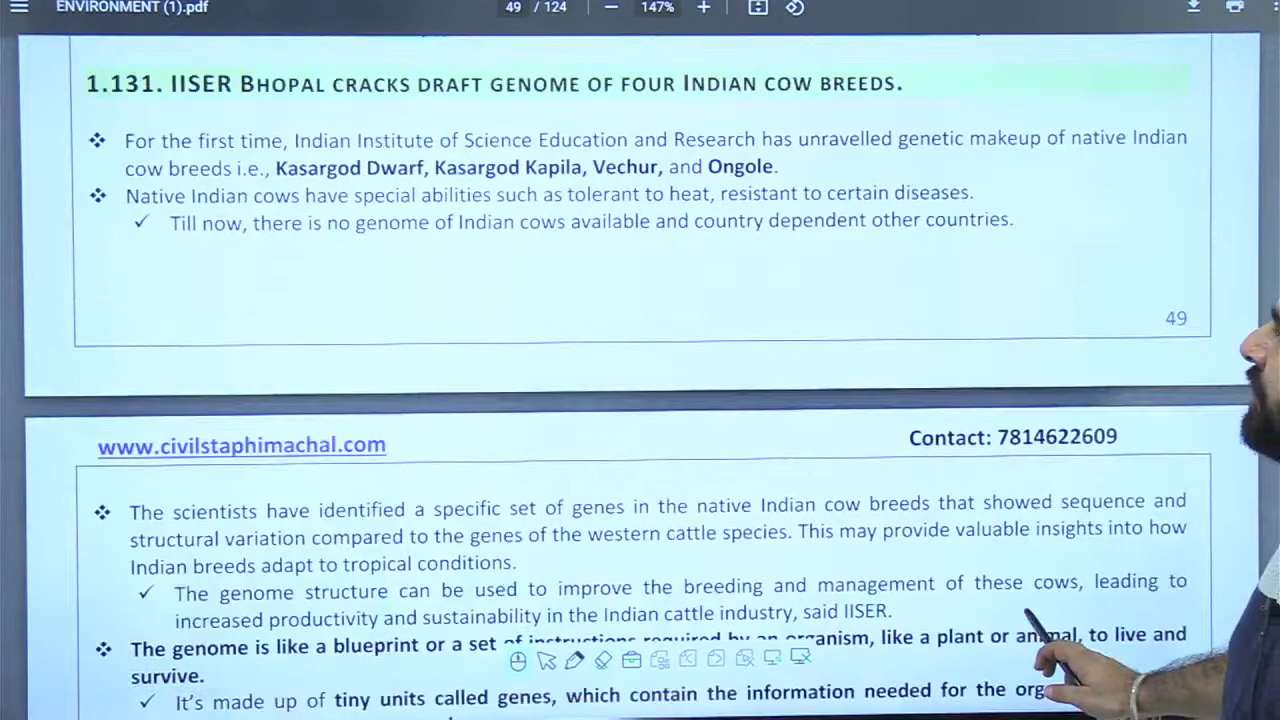 ENVIRONMENT (1).pdf
49 / 124
147%
1.131. IISER BHOPAL CRACKS DRAFT GENOME OF FOUR INDIAN COW BREEDS.
For the first time, Indian Institute of Science Education and Research has unravelled genetic makeup of native Indian
cow breeds i.e., Kasargod Dwarf, Kasargod Kapila, Vechur, and Ongole.
Native Indian cows have special abilities such as tolerant to heat, resistant to certain diseases.
Till now, there is no genome of Indian cows available and country dependent other countries.
49
www.civilstaphimachal.com
Contact: 7814622609
The scientists have identified a specific set of genes in the native Indian cow breeds that showed sequence and
structural variation compared to the genes of the western cattle species. This may provide valuable insights into how
Indian breeds adapt to tropical conditions.
The genome structure can be used to improve the breeding and management of these cows, leading to
increased productivity and sustainability in the Indian cattle industry, said IISER.
The genome is like a blueprint or a set of instructions required by an organism, like a plant or animal, to live and
survive.
It's made up of tiny units called genes, which contain the information needed for the